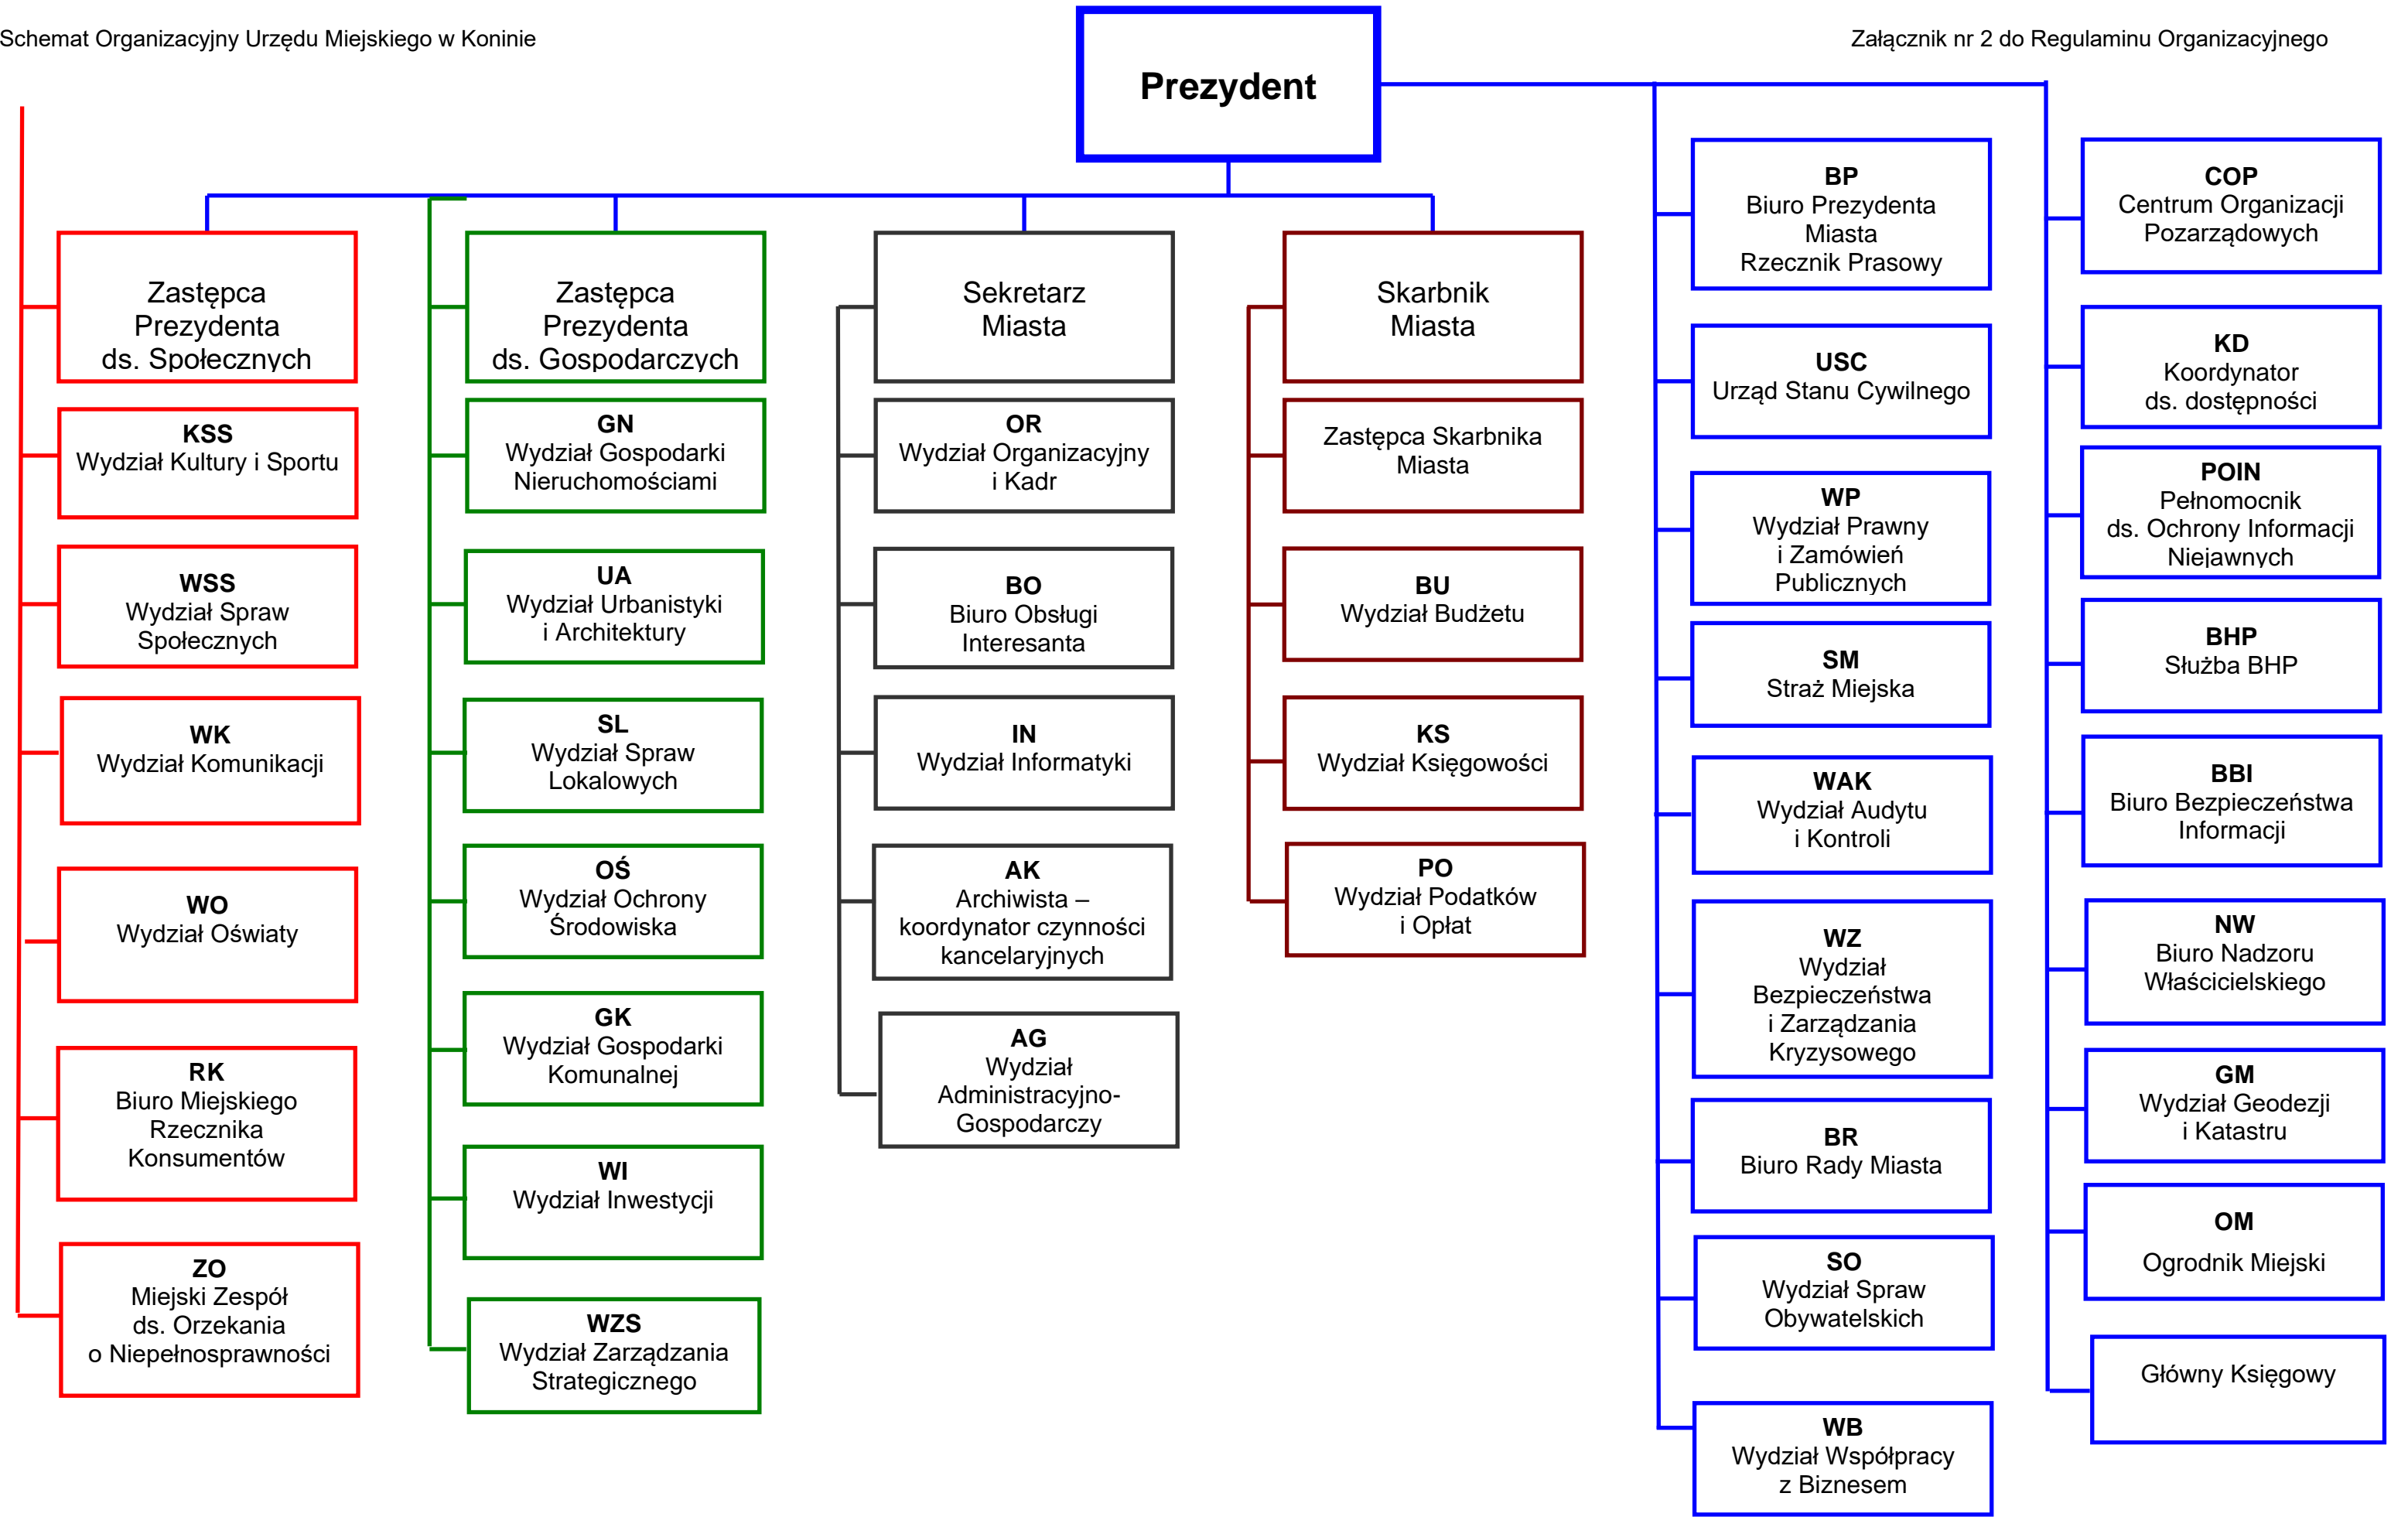 Schemat Organizacyjny Urzędu Miejskiego w Koninie
Załącznik nr 2 do Regulaminu Organizacyjnego
Prezydent
Zastępca
Prezydenta
ds. Społecznych
KSS
Wydział Kultury i Sportu
WSS
Wydział Spraw
Społecznych
WK
Wydział Komunikacji
WO
Wydział Oświaty
RK
Biuro Miejskiego
Rzecznika
Konsumentów
ZO
Miejski Zespół
ds. Orzekania
o Niepełnosprawności
Zastępca
Prezydenta
ds. Gospodarczych
GN
Wydział Gospodarki
Nieruchomościami
UA
Wydział Urbanistyki
i Architektury
SL
Wydział Spraw
Lokalowych
OŚ
Wydział Ochrony
Środowiska
GK
Wydział Gospodarki
Komunalnej
WI
Wydział Inwestycji
WZS
Wydział Zarządzania
Strategicznego
Sekretarz
Miasta
OR
Wydział Organizacyjny
i Kadr
BO
Biuro Obsługi
Interesanta
IN
Wydział Informatyki
AK
Archiwista –
koordynator czynności
kancelaryjnych
AG
Wydział
Administracyjno-
Gospodarczy
Skarbnik
Miasta
Zastępca Skarbnika
Miasta
BU
Wydział Budżetu
KS
Wydział Księgowości
PO
Wydział Podatków
i Opłat
BP
Biuro Prezydenta
Miasta
Rzecznik Prasowy
USC
Urząd Stanu Cywilnego
WP
Wydział Prawny
i Zamówień
Publicznych
SM
Straż Miejska
WAK
Wydział Audytu
i Kontroli
WZ
Wydział
Bezpieczeństwa
i Zarządzania
Kryzysowego
BR
Biuro Rady Miasta
SO
Wydział Spraw
Obywatelskich
WB
Wydział Współpracy
z Biznesem
COP
Centrum Organizacji
Pozarządowych
KD
Koordynator
ds. dostępności
POIN
Pełnomocnik
ds. Ochrony Informacji
Niejawnych
BHP
Służba BHP
BBI
Biuro Bezpieczeństwa
Informacji
NW
Biuro Nadzoru
Właścicielskiego
GM
Wydział Geodezji
i Katastru
OM
Ogrodnik Miejski
Główny Księgowy